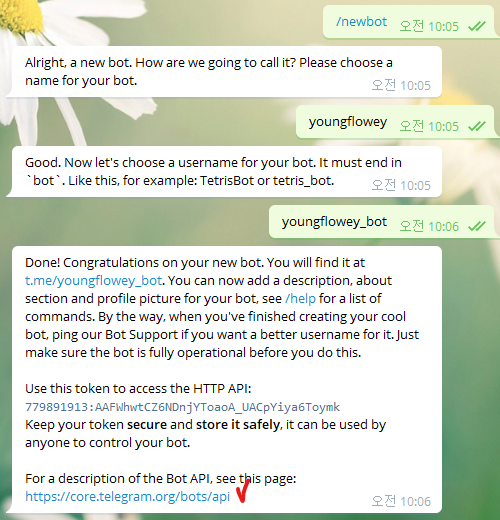 /newbot 오전 10:05
Alright, a new bot. How are we going to call it? Please choose a
name for your bot. 오전 10:05
youngflowey 오전 10:05
Good. Now let's choose a username for your bot. It must end in
`bot`. Like this, for example: TetrisBot or tetris_bot. 오전 10:05
youngflowey_bot 오전 10:06
Done! Congratulations on your new bot. You will find it at
t.me/youngflowey_bot. You can now add a description, about
section and profile picture for your bot, see /help for a list of
commands. By the way, when you've finished creating your cool
bot, ping our Bot Support if you want a better username for it. Just
make sure the bot is fully operational before you do this.
Use this token to access the HTTP API:
779891913:AAFWhwtCZ6NDnjYToaoA_UACpYiya6Toymk
Keep your token secure and store it safely, it can be used by
anyone to control your bot.
For a description of the Bot API, see this page:
https://core.telegram.org/bots/api 오전 10:06